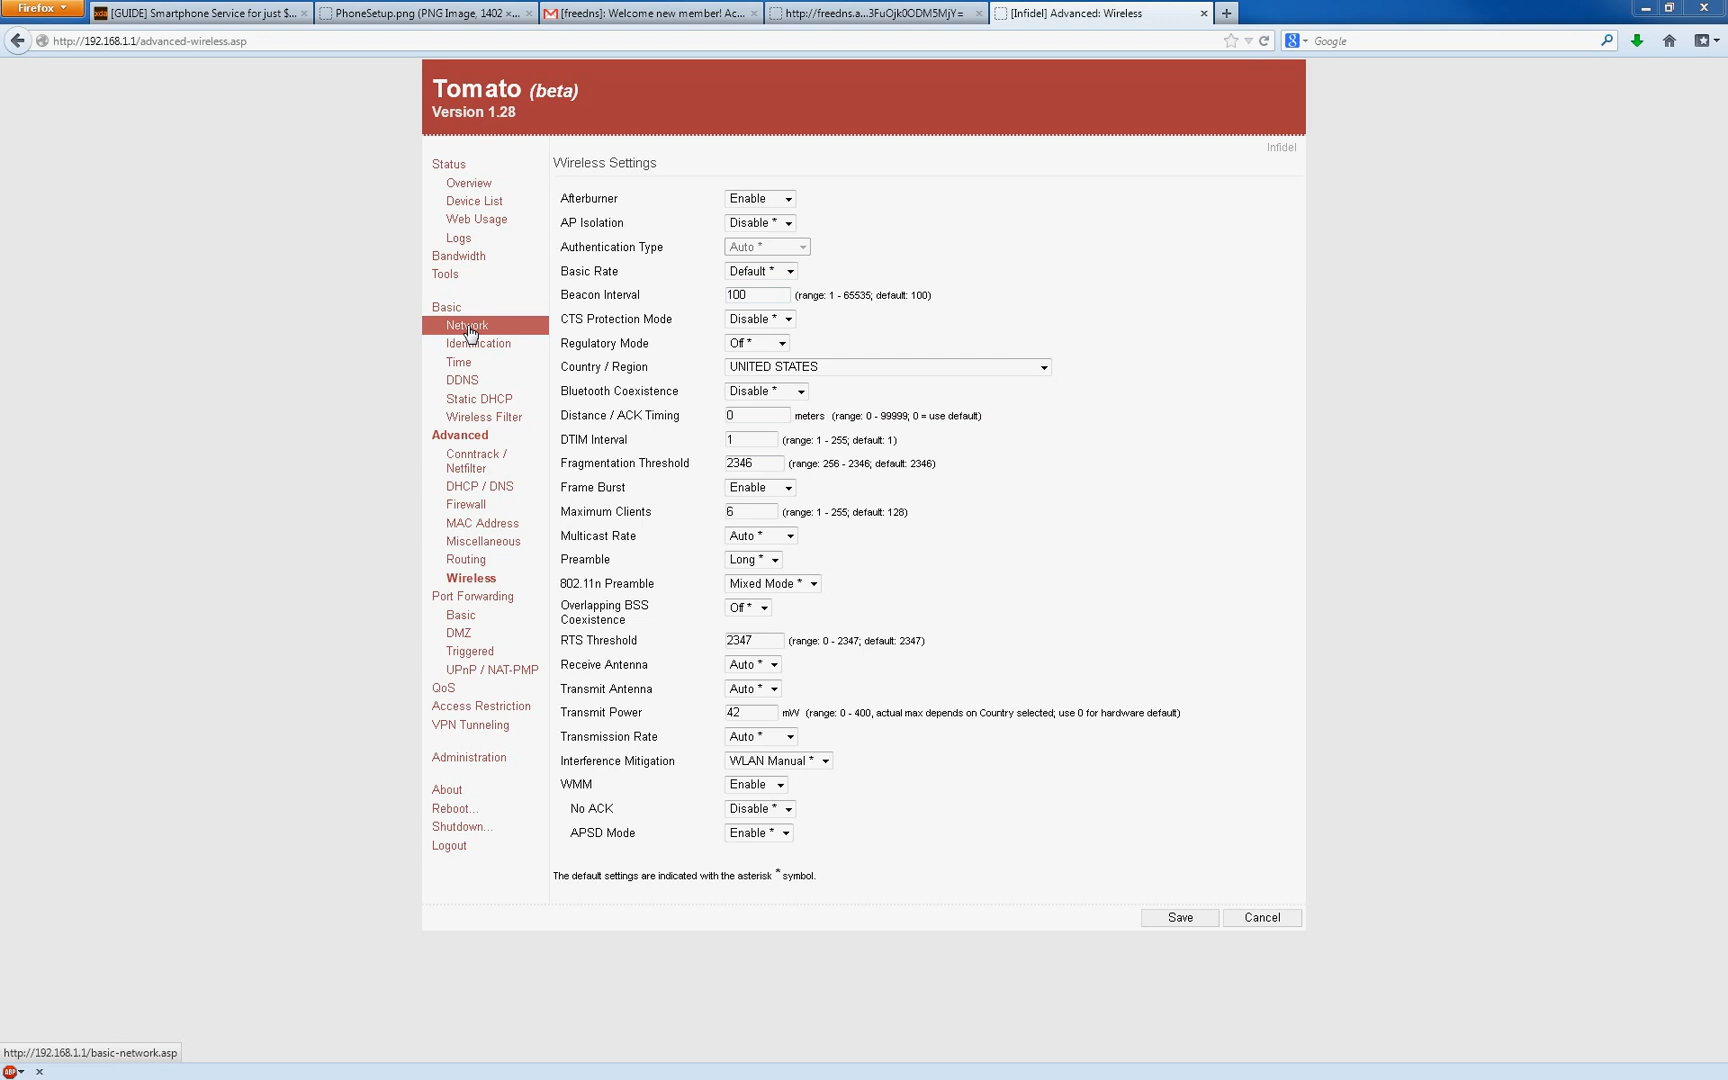 Firefox
xda [GUIDE] Smartphone Service for just $...
PhoneSetup.png (PNG Image, 1402 ×...
[freedns]: Welcome new member! Ac...
http://freedns.a...3FuOjk0ODM5MjY=
[Infidel] Advanced: Wireless
http://192.168.1.1/advanced-wireless.asp
Google
Tomato (beta)
Version 1.28
Infidel
Status
Overview
Device List
Web Usage
Logs
Bandwidth
Tools
Basic
Network
Identification
Time
DDNS
Static DHCP
Wireless Filter
Advanced
Conntrack /
Netfilter
DHCP / DNS
Firewall
MAC Address
Miscellaneous
Routing
Wireless
Port Forwarding
Basic
DMZ
Triggered
UPnP / NAT-PMP
QoS
Access Restriction
VPN Tunneling
Administration
About
Reboot...
Shutdown...
Logout
Wireless Settings
Afterburner Enable
AP Isolation Disable *
Authentication Type Auto *
Basic Rate Default *
Beacon Interval 100 (range: 1 - 65535; default: 100)
CTS Protection Mode Disable *
Regulatory Mode Off *
Country / Region UNITED STATES
Bluetooth Coexistence Disable *
Distance / ACK Timing 0 meters (range: 0 - 99999; 0 = use default)
DTIM Interval 1 (range: 1 - 255; default: 1)
Fragmentation Threshold 2346 (range: 256 - 2346; default: 2346)
Frame Burst Enable
Maximum Clients 6 (range: 1 - 255; default: 128)
Multicast Rate Auto *
Preamble Long *
802.11n Preamble Mixed Mode *
Overlapping BSS
Coexistence Off *
RTS Threshold 2347 (range: 0 - 2347; default: 2347)
Receive Antenna Auto *
Transmit Antenna Auto *
Transmit Power 42 mW (range: 0 - 400, actual max depends on Country selected; use 0 for hardware default)
Transmission Rate Auto *
Interference Mitigation WLAN Manual *
WMM Enable
No ACK Disable *
APSD Mode Enable *
The default settings are indicated with the asterisk * symbol.
Save Cancel
http://192.168.1.1/basic-network.asp
ABP